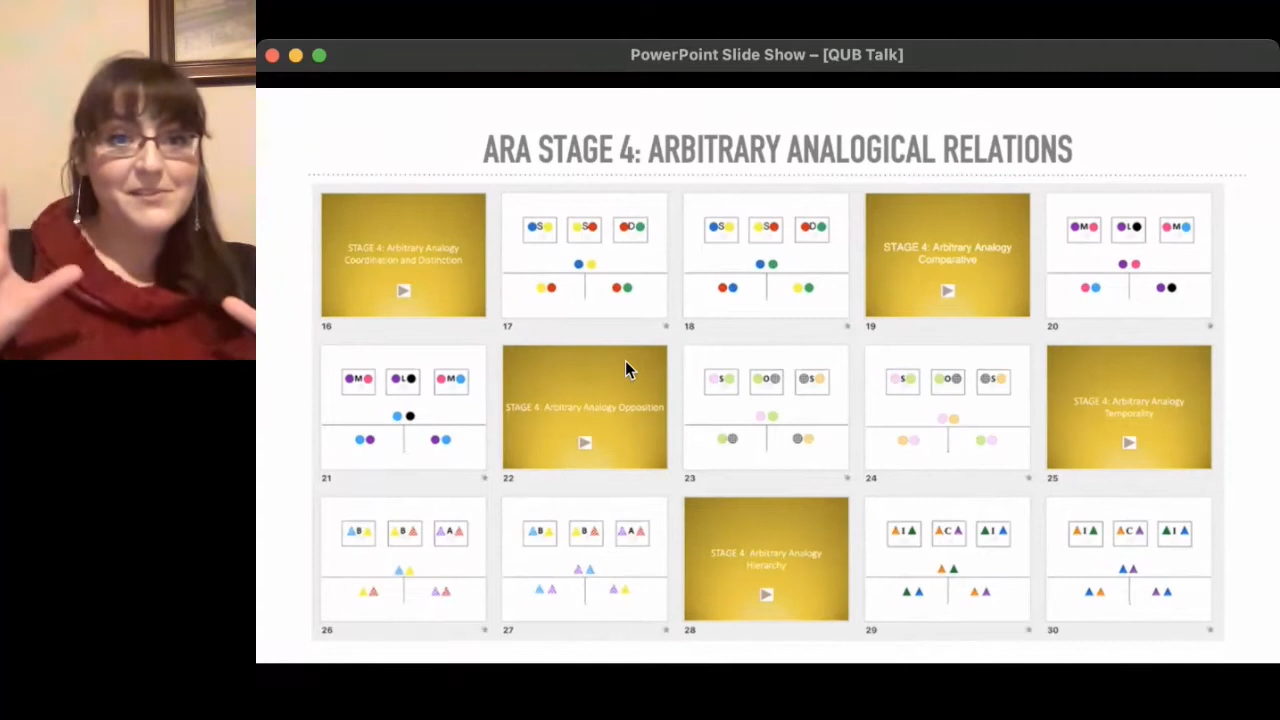 PowerPoint Slide Show – [QUB Talk]
ARA STAGE 4: ARBITRARY ANALOGICAL RELATIONS
STAGE 4: Arbitrary Analogy
Coordination and Distinction
S S D
S S D
STAGE 4: Arbitrary Analogy
Comparative
M L M
16 17 18 19 20
M L M
STAGE 4: Arbitrary Analogy Opposition
S O S
S O S
STAGE 4: Arbitrary Analogy
Temporality
21 22 23 24 25
B B A
B B A
STAGE 4: Arbitrary Analogy
Hierarchy
I C I
I C I
26 27 28 29 30